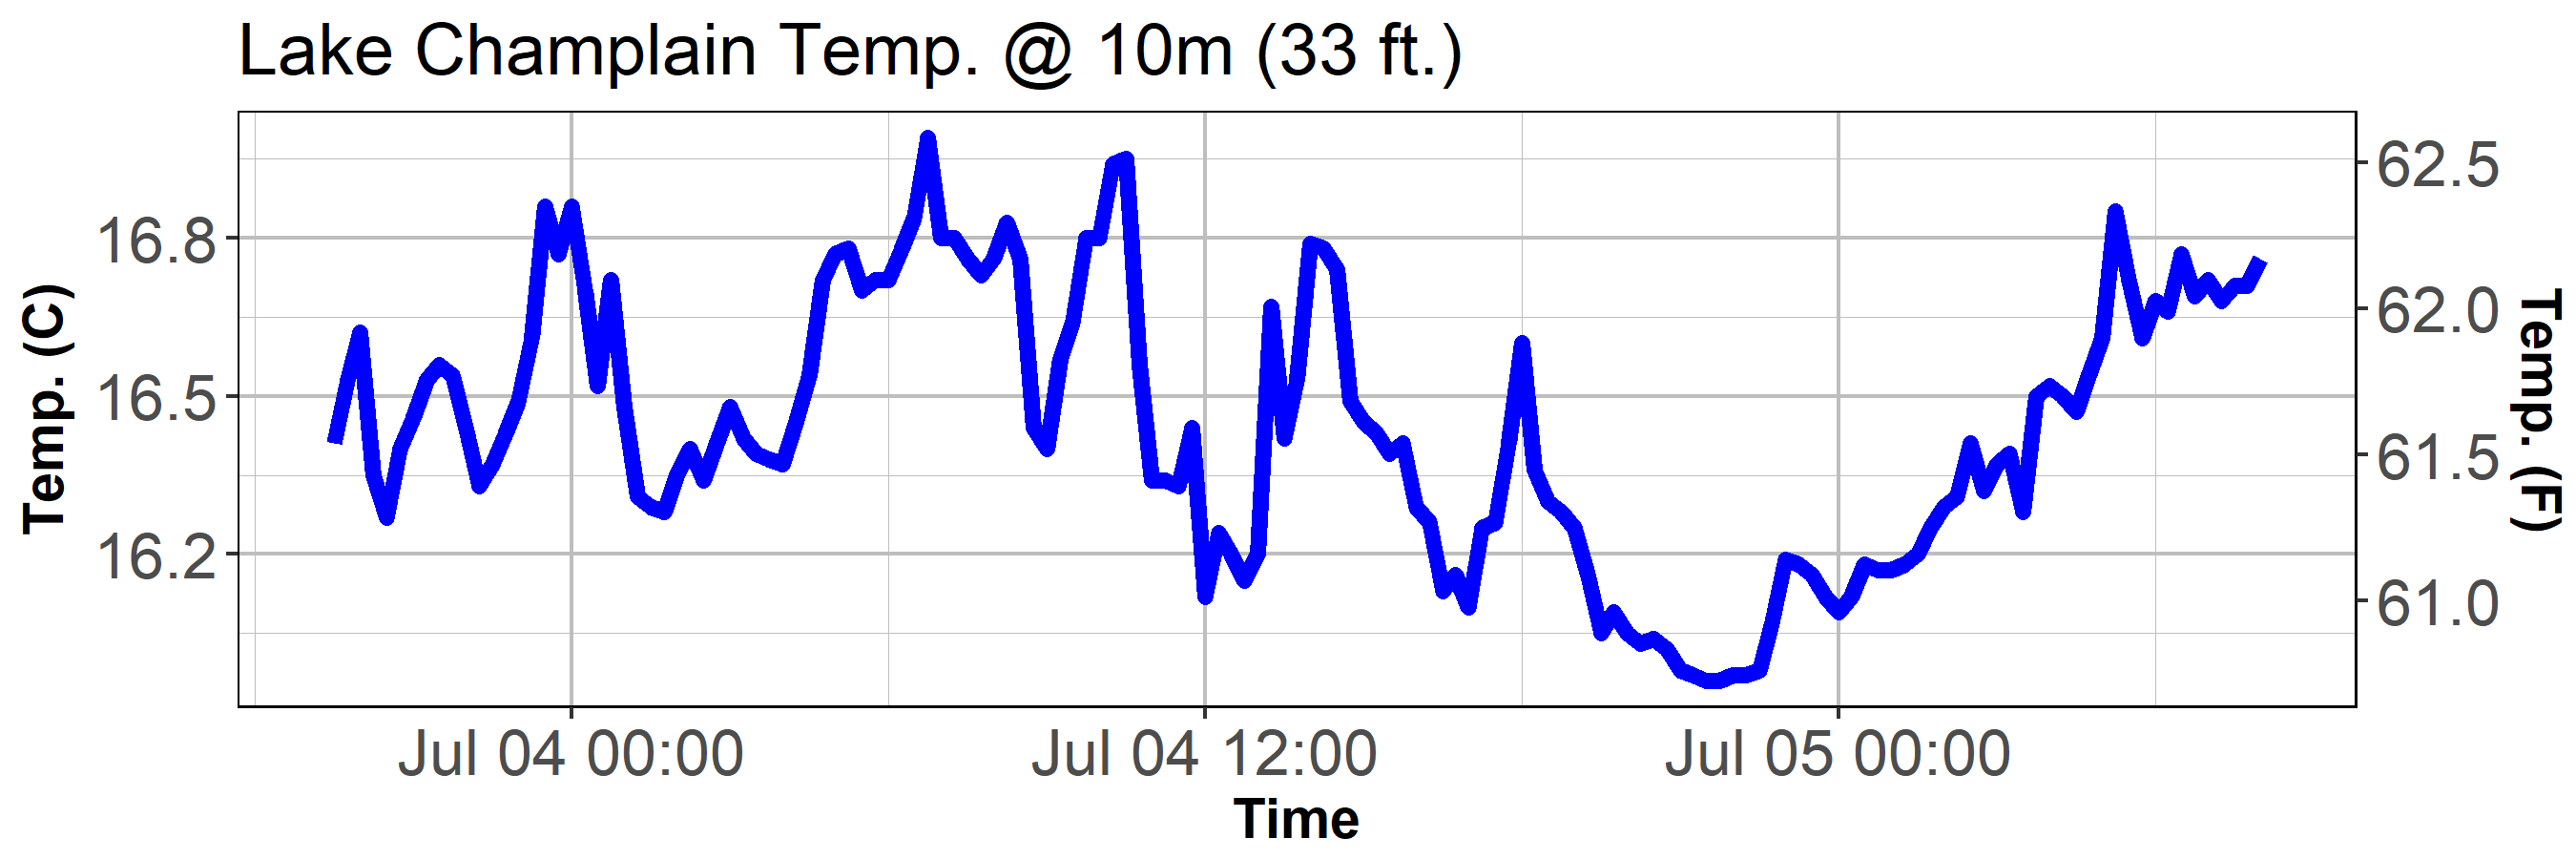 Lake Champlain Temp. @ 10m (33 ft.)
Temp. (C)
16.8
16.5
16.2
62.5
62.0
61.5
61.0
Temp. (F)
Jul 04 00:00
Jul 04 12:00
Jul 05 00:00
Time